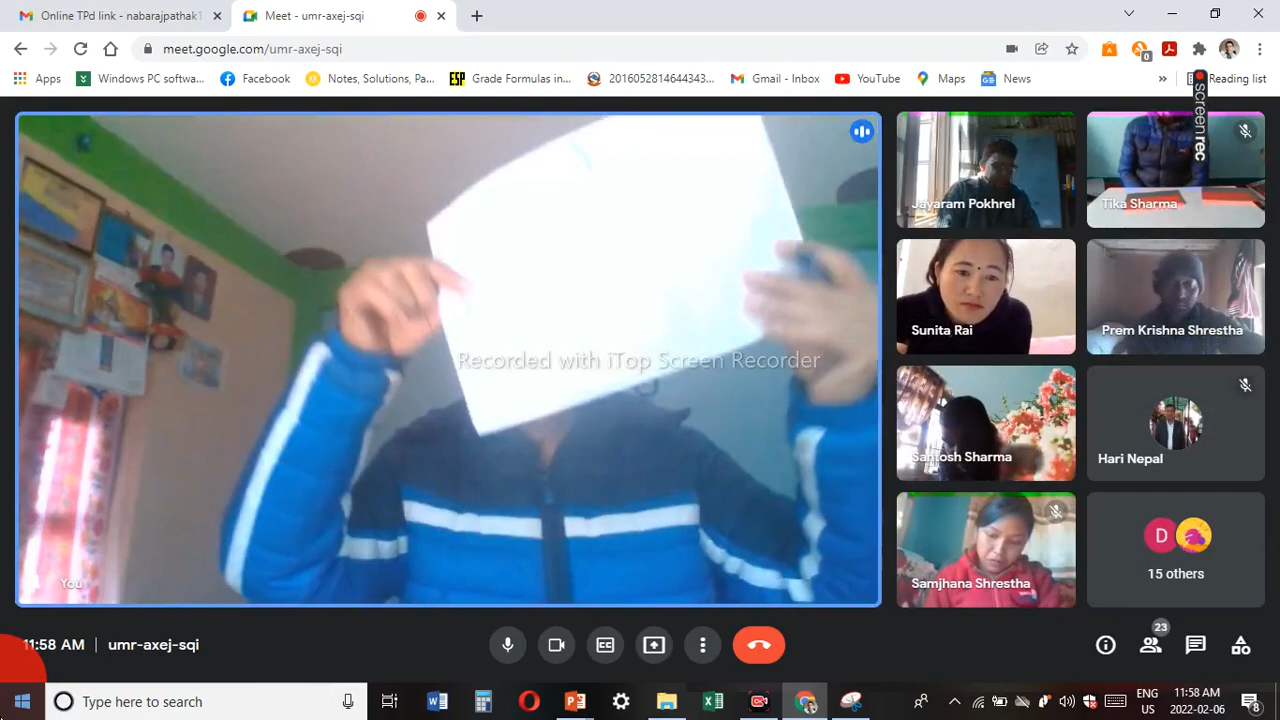 Online TPd link - nabarajpathak1
Meet - umr-axej-sqi
meet.google.com/umr-axej-sqi
0
Apps
Windows PC softwa...
Facebook
Notes, Solutions, Pa...
ESP
Grade Formulas in...
2016052814644343...
Gmail - Inbox
YouTube
Maps
News
»
Reading list
screenrec
Jayaram Pokhrel
Tika Sharma
Sunita Rai
Prem Krishna Shrestha
Recorded with iTop Screen Recorder
Santosh Sharma
Hari Nepal
Samjhana Shrestha
D
15 others
You
11:58 AM | umr-axej-sqi
23
Type here to search
ENG
US
11:58 AM
2022-02-06
8